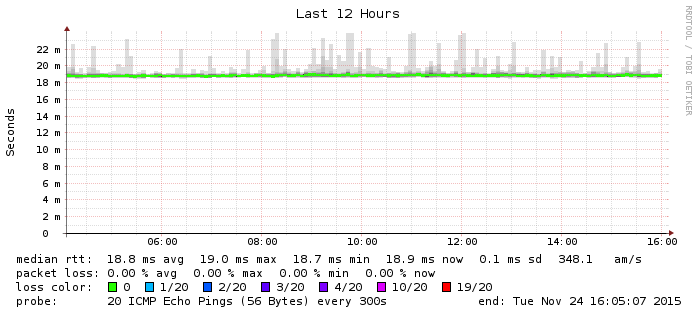 Last 12 Hours
RRDTOOL / TOBI OETIKER
Seconds
22 m
20 m
18 m
16 m
14 m
12 m
10 m
8 m
6 m
4 m
2 m
0
06:00 08:00 10:00 12:00 14:00 16:00
median rtt: 18.8 ms avg 19.0 ms max 18.7 ms min 18.9 ms now 0.1 ms sd 348.1 am/s
packet loss: 0.00 % avg 0.00 % max 0.00 % min 0.00 % now
loss color: 0 1/20 2/20 3/20 4/20 10/20 19/20
probe: 20 ICMP Echo Pings (56 Bytes) every 300s end: Tue Nov 24 16:05:07 2015